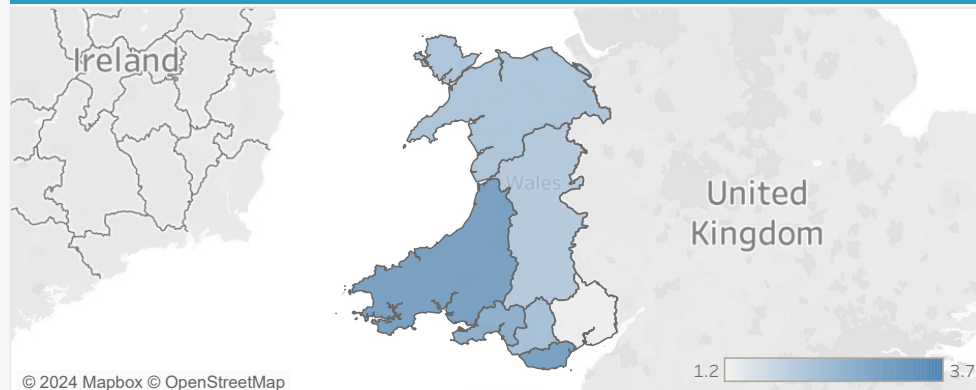 Ireland
Wales
United
Kingdom
1.2
3.7
© 2024 Mapbox © OpenStreetMap